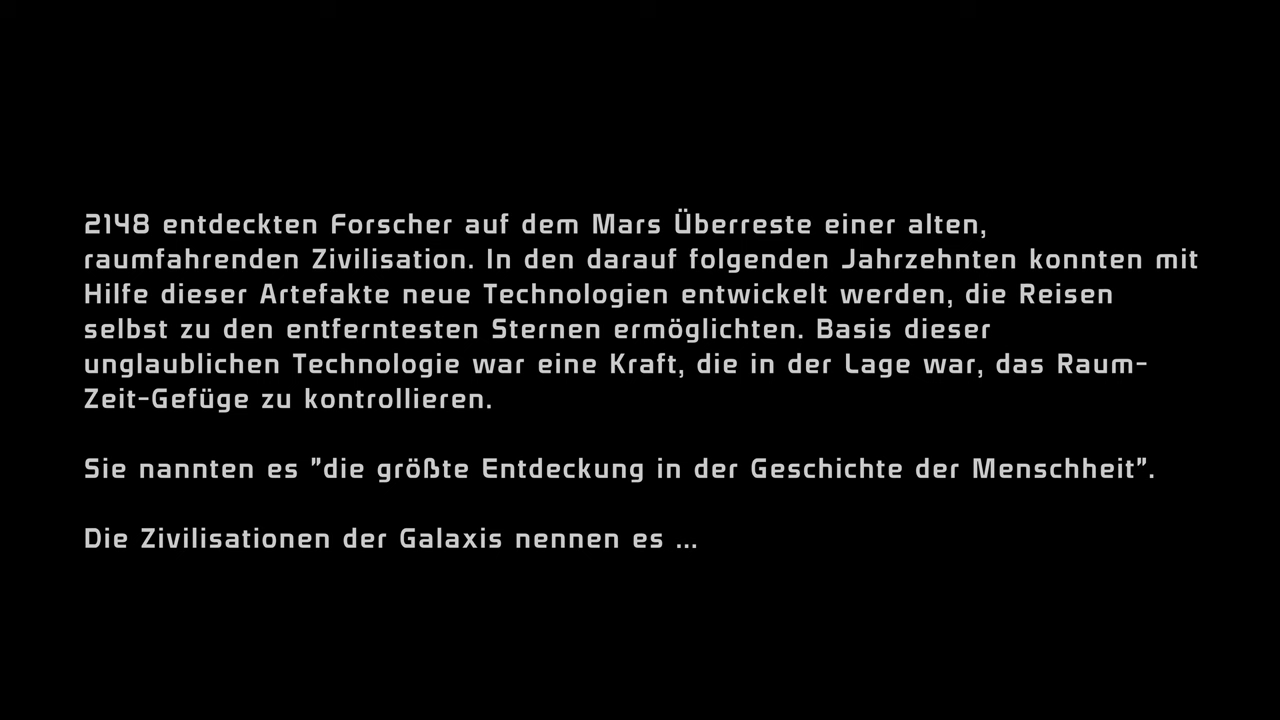 2148 entdeckten Forscher auf dem Mars Überreste einer alten,
raumfahrenden Zivilisation. In den darauf folgenden Jahrzehnten konnten mit
Hilfe dieser Artefakte neue Technologien entwickelt werden, die Reisen
selbst zu den entferntesten Sternen ermöglichten. Basis dieser
unglaublichen Technologie war eine Kraft, die in der Lage war, das Raum-
Zeit-Gefüge zu kontrollieren.
Sie nannten es "die größte Entdeckung in der Geschichte der Menschheit".
Die Zivilisationen der Galaxis nennen es ...